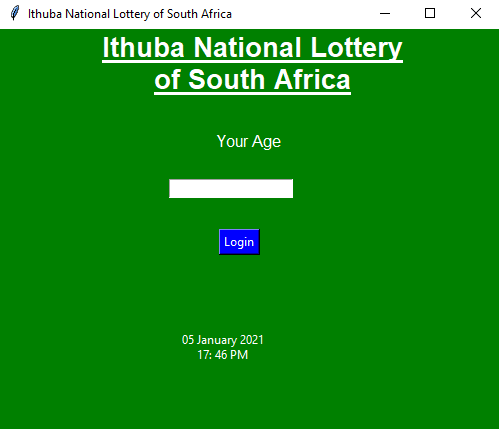 Ithuba National Lottery of South Africa
Ithuba National Lottery
of South Africa
Your Age
Login
05 January 2021
17: 46 PM